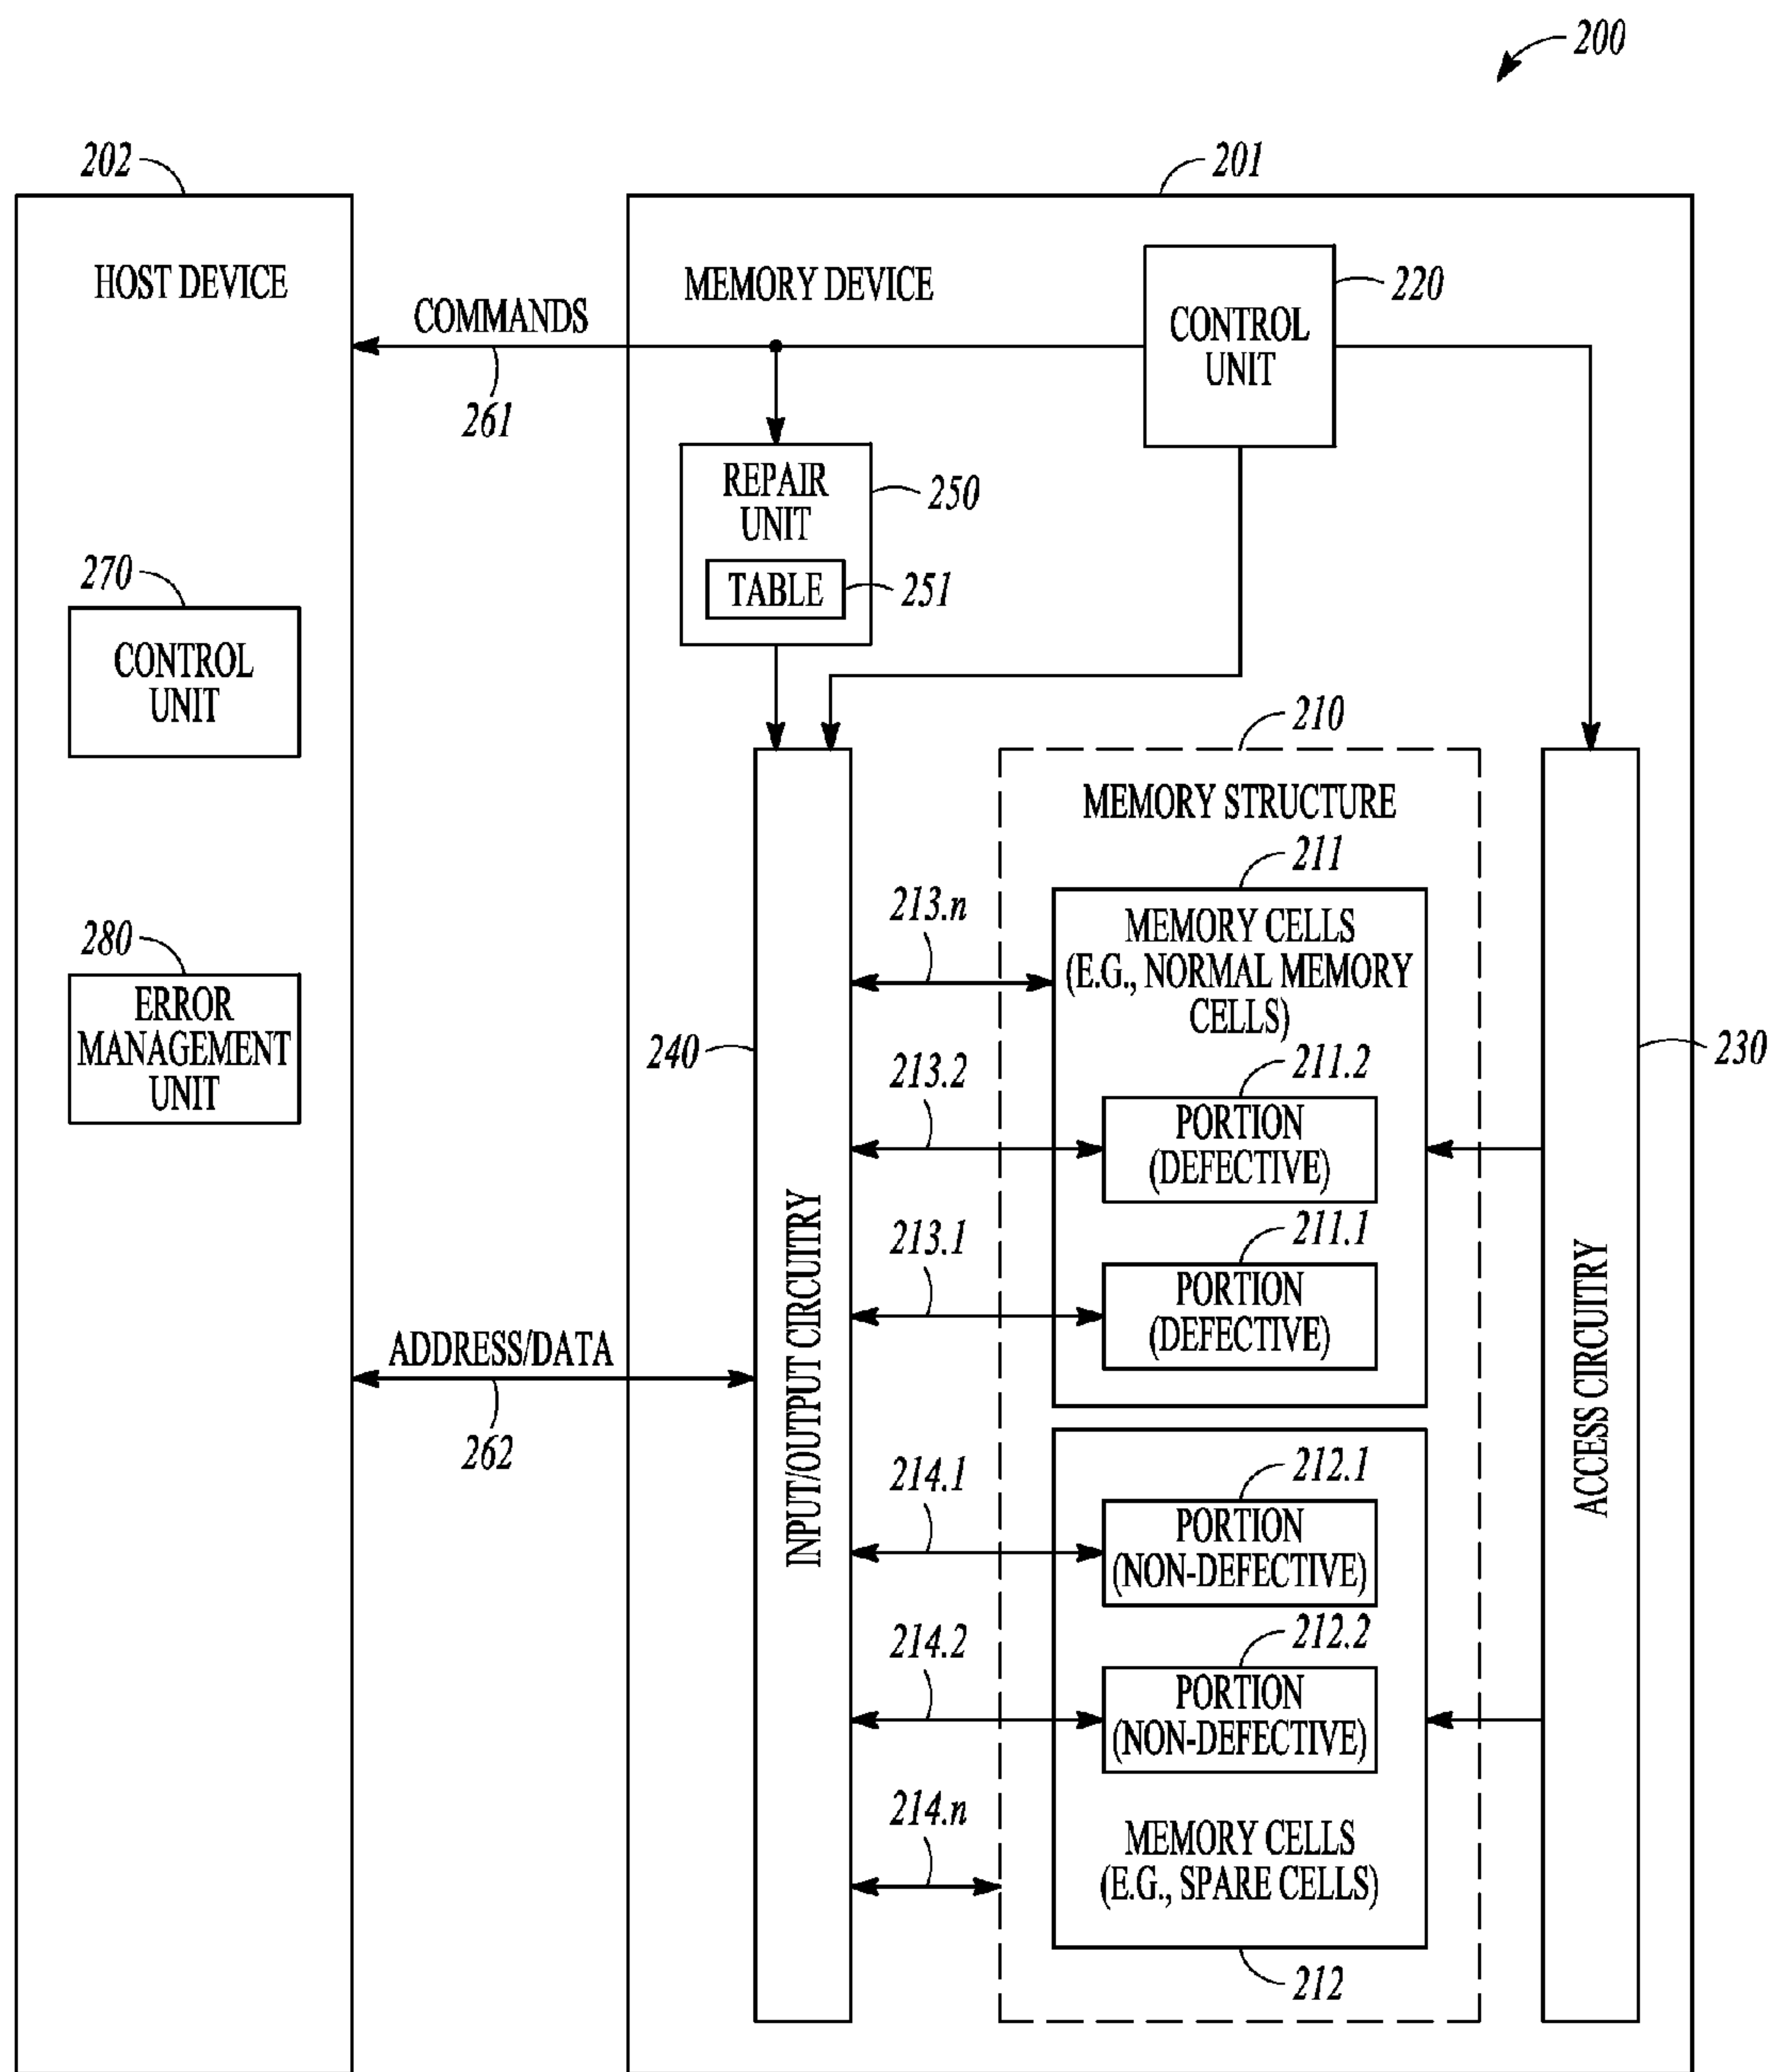 200
202
201
HOST DEVICE
MEMORY DEVICE
220
COMMANDS
CONTROL
UNIT
261
REPAIR
UNIT
250
TABLE
251
270
CONTROL
UNIT
210
MEMORY STRUCTURE
211
213.n
MEMORY CELLS
(E.G., NORMAL MEMORY
CELLS)
280
ERROR
MANAGEMENT
UNIT
240
230
213.2
211.2
PORTION
(DEFECTIVE)
213.1
211.1
PORTION
(DEFECTIVE)
INPUT/OUTPUT CIRCUITRY
ACCESS CIRCUITRY
ADDRESS/DATA
262
214.1
212.1
PORTION
(NON-DEFECTIVE)
214.2
212.2
PORTION
(NON-DEFECTIVE)
214.n
MEMORY CELLS
(E.G., SPARE CELLS)
212